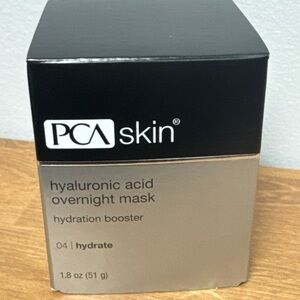 PCA skin®
hyaluronic acid
overnight mask
hydration booster
04 | hydrate
1.8 oz (51 g)